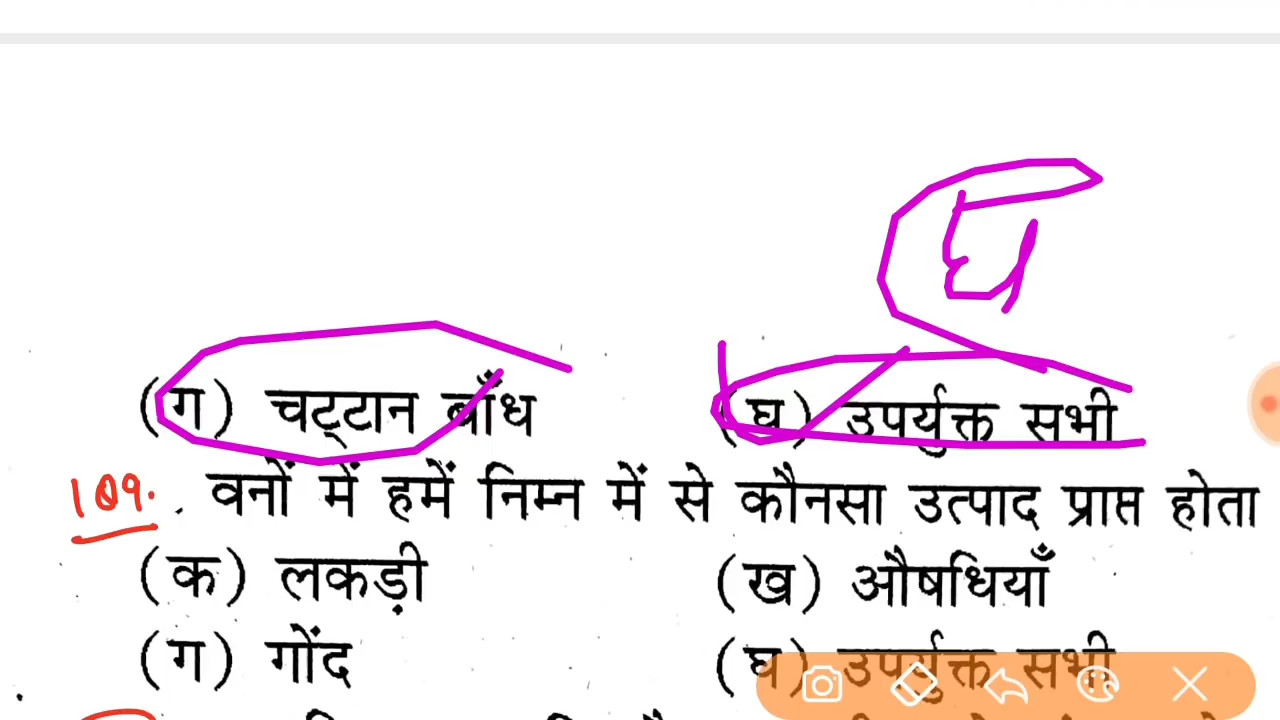 घ
(ग) चट्टान बाँध (घ) उपर्युक्त सभी
109. वनों में हमें निम्न में से कौनसा उत्पाद प्राप्त होता
(क) लकड़ी (ख) औषधियाँ
(ग) गोंद (घ) उपर्युक्त सभी